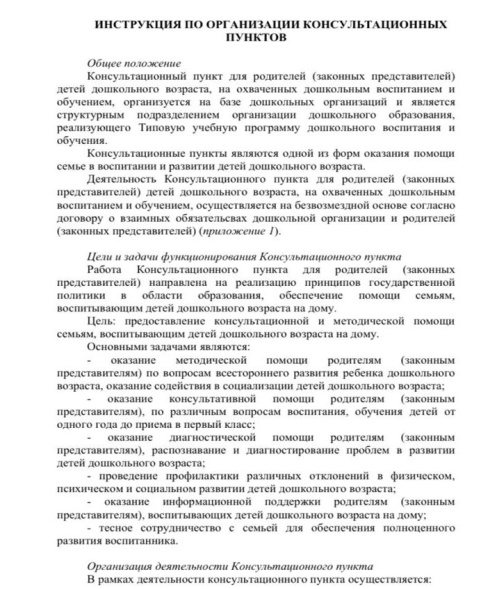 ИНСТРУКЦИЯ ПО ОРГАНИЗАЦИИ КОНСУЛЬТАЦИОННЫХ
ПУНКТОВ
Общее положение
Консультационный пункт для родителей (законных представителей)
детей дошкольного возраста, на охваченных дошкольным воспитанием и
обучением, организуется на базе дошкольных организаций и является
структурным подразделением организации дошкольного образования,
реализующего Типовую учебную программу дошкольного воспитания и
обучения.
Консультационные пункты являются одной из форм оказания помощи
семье в воспитании и развитии детей дошкольного возраста.
Деятельность Консультационного пункта для родителей (законных
представителей) детей дошкольного возраста, на охваченных дошкольным
воспитанием и обучением, осуществляется на безвозмездной основе согласно
договору о взаимных обязательсвах дошкольной организации и родителей
(законных представителей) (приложение 1).
Цели и задачи функционирования Консультационного пункта
Работа Консультационного пункта для родителей (законных
представителей) направлена на реализацию принципов государственной
политики в области образования, обеспечение помощи семьям,
воспитывающим детей дошкольного возраста на дому.
Цель: предоставление консультационной и методической помощи
семьям, воспитывающим детей дошкольного возраста на дому.
Основными задачами являются:
- оказание методической помощи родителям (законным
представителям) по вопросам всестороннего развития ребенка дошкольного
возраста, оказание содействия в социализации детей дошкольного возраста;
- оказание консультативной помощи родителям (законным
представителям), по различным вопросам воспитания, обучения детей от
одного года до приема в первый класс;
- оказание диагностической помощи родителям (законным
представителям), распознавание и диагностирование проблем в развитии
детей дошкольного возраста;
- проведение профилактики различных отклонений в физическом,
психическом и социальном развитии детей дошкольного возраста;
- оказание информационной поддержки родителям (законным
представителям), воспитывающих детей дошкольного возраста на дому;
- тесное сотрудничество с семьей для обеспечения полноценного
развития воспитанника.
Организация деятельности Консультационного пункта
В рамках деятельности консультационного пункта осуществляется: